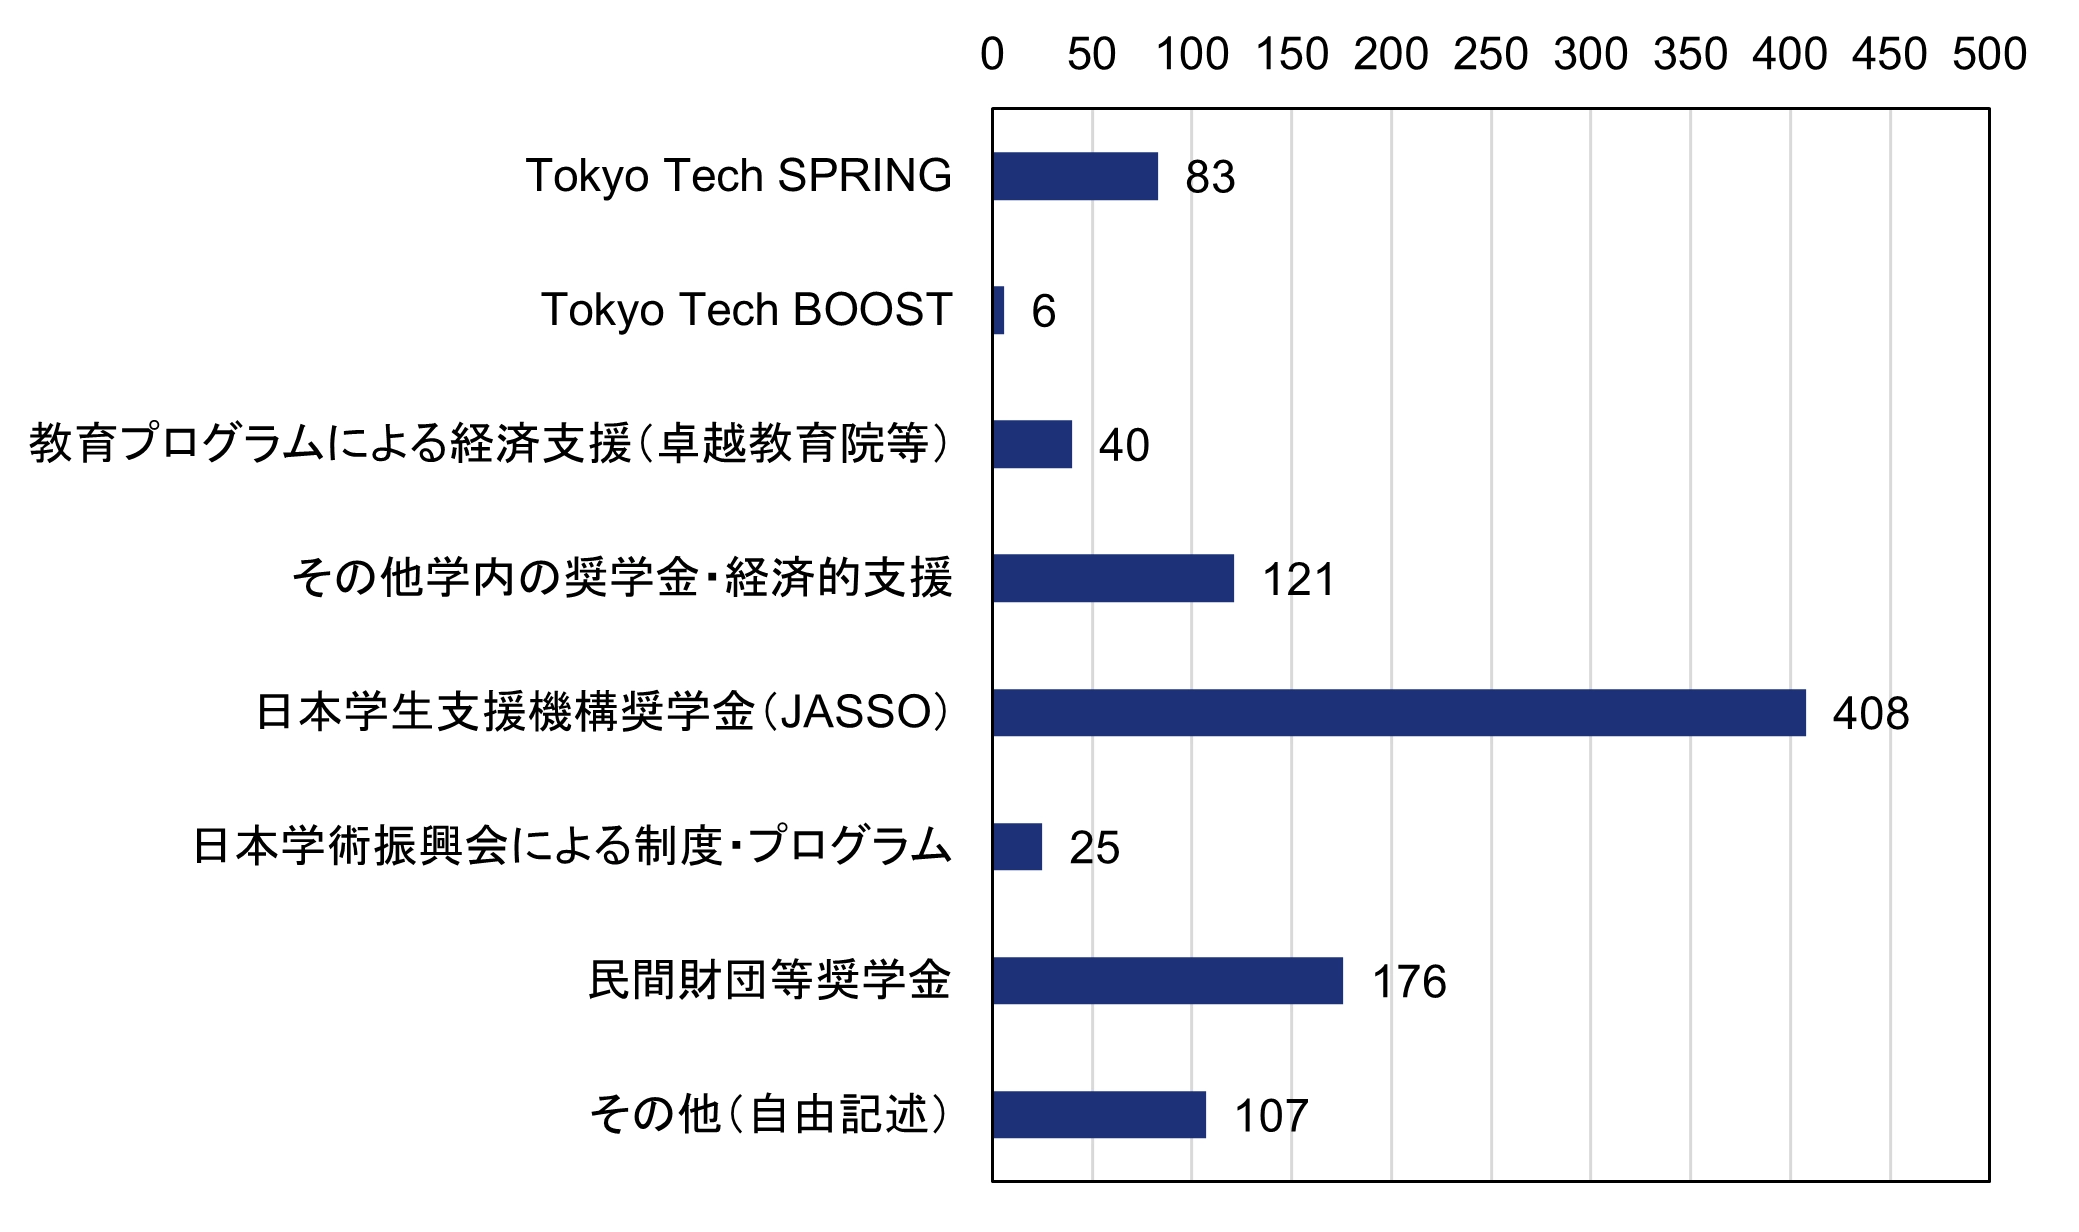 0 50 100 150 200 250 300 350 400 450 500
Tokyo Tech SPRING 83
Tokyo Tech BOOST 6
教育プログラムによる経済支援（卓越教育院等） 40
その他学内の奨学金・経済的支援 121
日本学生支援機構奨学金（JASSO） 408
日本学術振興会による制度・プログラム 25
民間財団等奨学金 176
その他（自由記述） 107